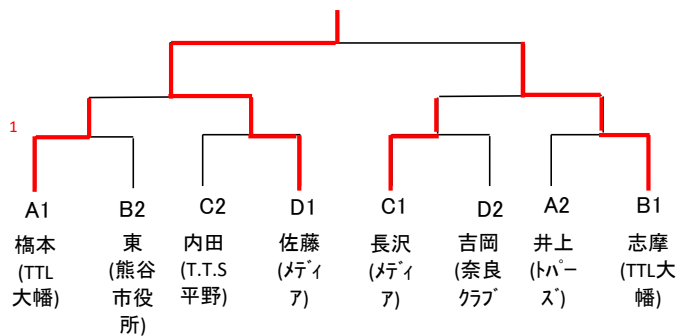 1
A1
B2
C2
D1
C1
D2
A2
B1
槝本
(TTL
大幡)
東
(熊谷
市役
所)
内田
(T.T.S
平野)
佐藤
(ﾒﾃﾞｨ
ｱ)
長沢
(ﾒﾃﾞｨ
ｱ)
吉岡
(奈良
ｸﾗﾌﾞ
井上
(ﾄﾊﾟｰ
ｽﾞ)
志摩
(TTL大
幡)